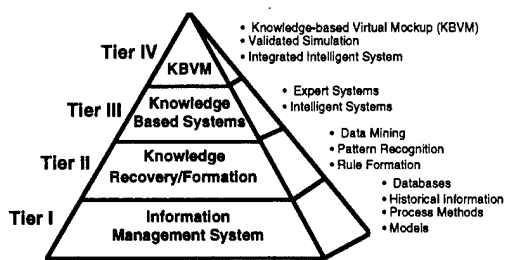 Tier IV
KBVM
• Knowledge-based Virtual Mockup (KBVM)
• Validated Simulation
• Integrated Intelligent System
Tier III
Knowledge
Based Systems
• Expert Systems
• Intelligent Systems
Tier II
Knowledge
Recovery/Formation
• Data Mining
• Pattern Recognition
• Rule Formation
Tier I
Information
Management System
• Databases
• Historical Information
• Process Methods
• Models